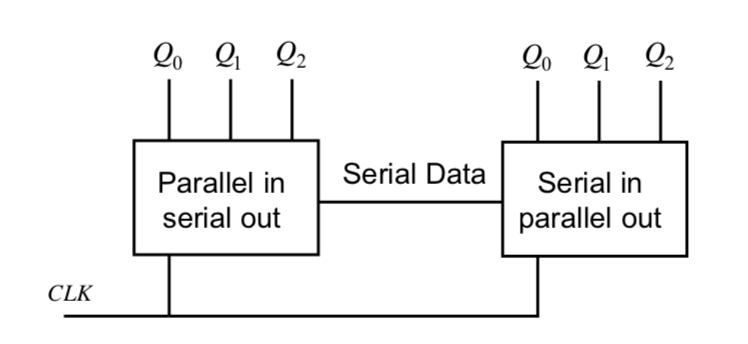 Q₀ Q₁ Q₂
Q₀ Q₁ Q₂
Parallel in
serial out
Serial Data
Serial in
parallel out
CLK